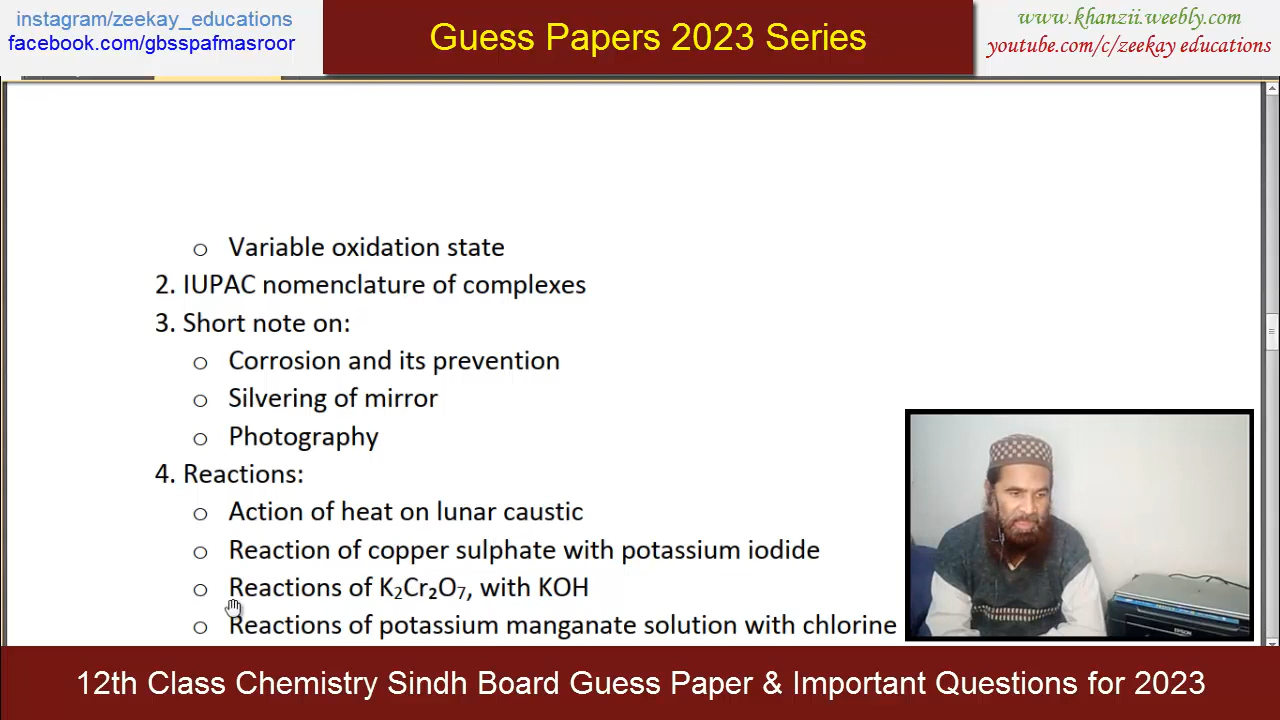 instagram/zeekay_educations
facebook.com/gbsspafmasroor
Guess Papers 2023 Series
www.khanzii.weebly.com
youtube.com/c/zeekay educations
o Variable oxidation state
2. IUPAC nomenclature of complexes
3. Short note on:
o Corrosion and its prevention
o Silvering of mirror
o Photography
4. Reactions:
o Action of heat on lunar caustic
o Reaction of copper sulphate with potassium iodide
o Reactions of K₂Cr₂O₇, with KOH
o Reactions of potassium manganate solution with chlorine
EPSON
12th Class Chemistry Sindh Board Guess Paper & Important Questions for 2023